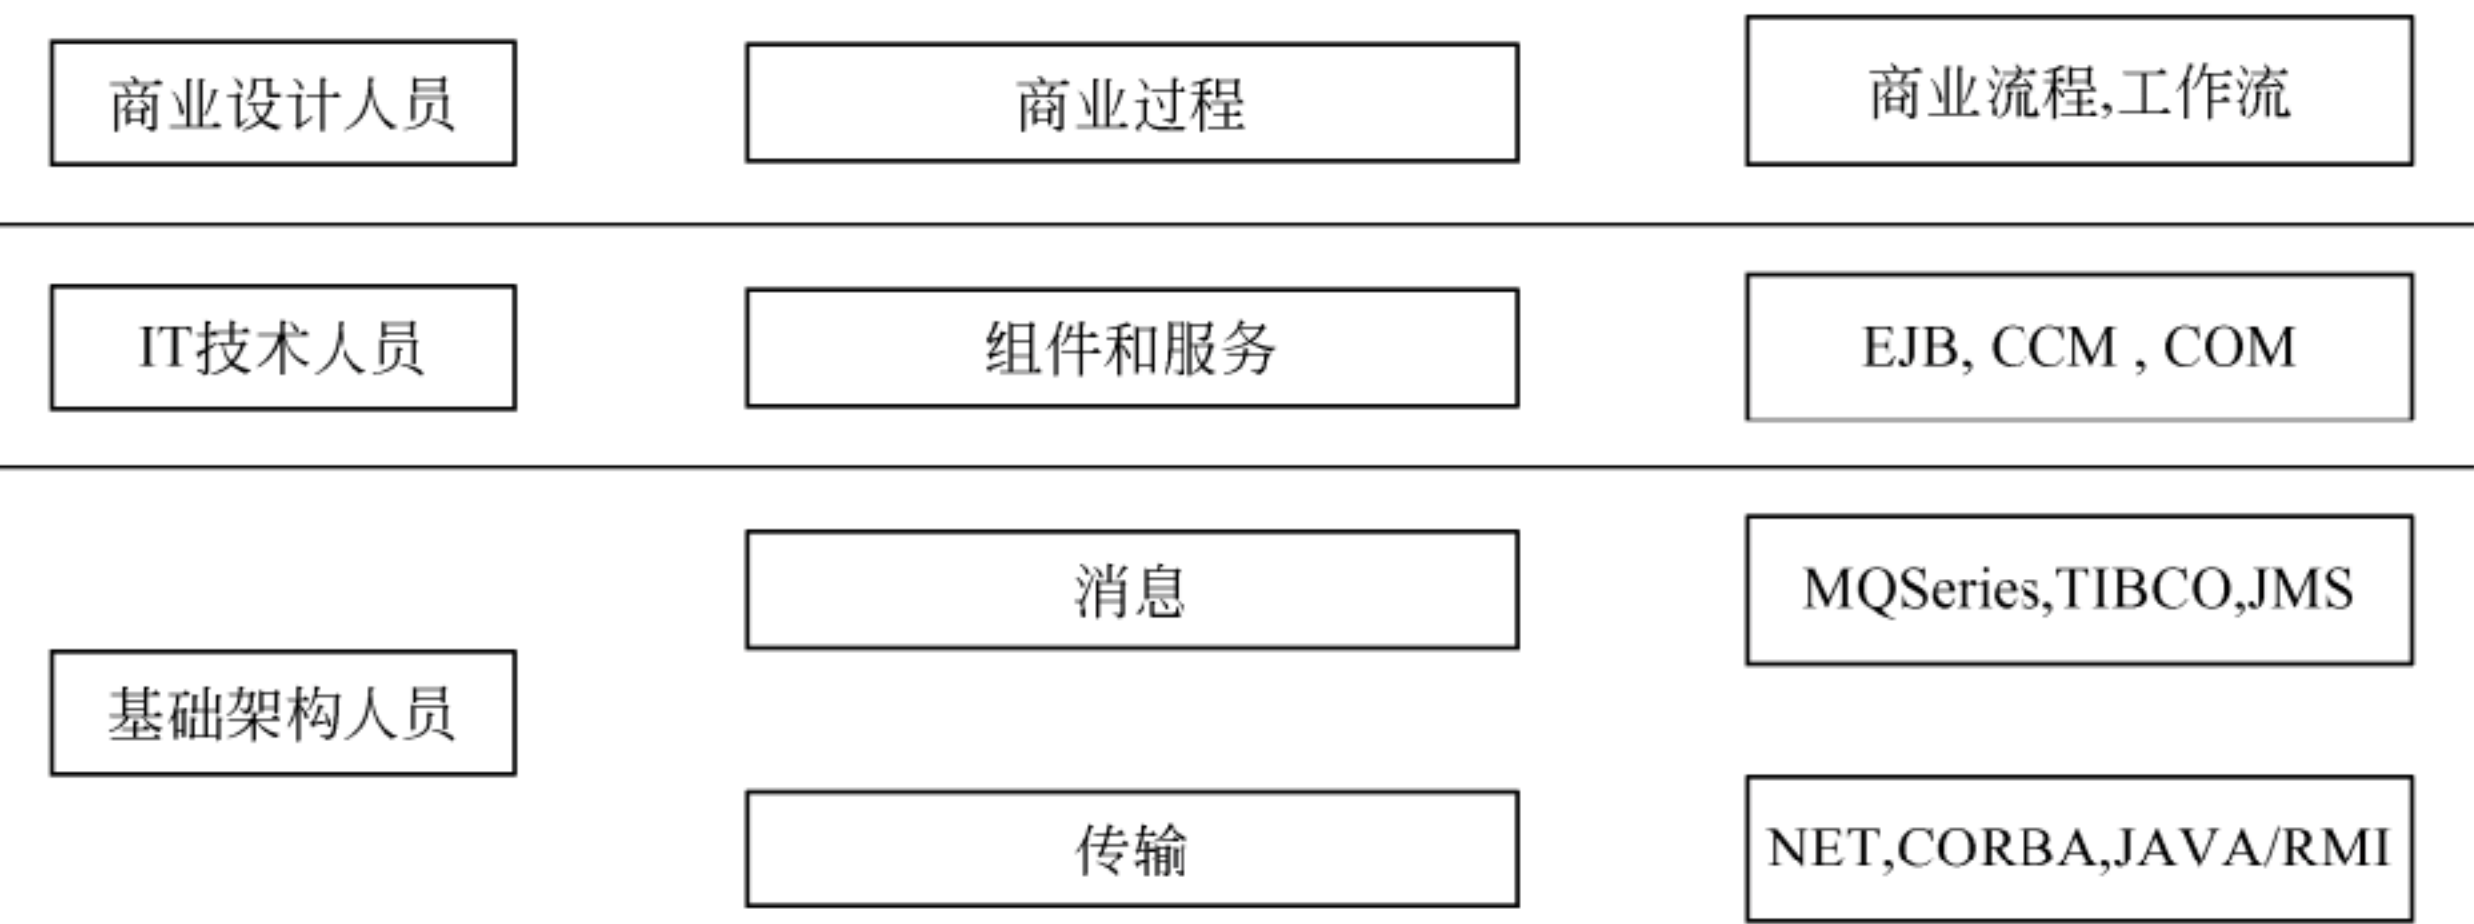 商业设计人员
商业过程
商业流程,工作流
IT技术人员
组件和服务
EJB, CCM , COM
消息
MQSeries,TIBCO,JMS
基础架构人员
传输
NET,CORBA,JAVA/RMI